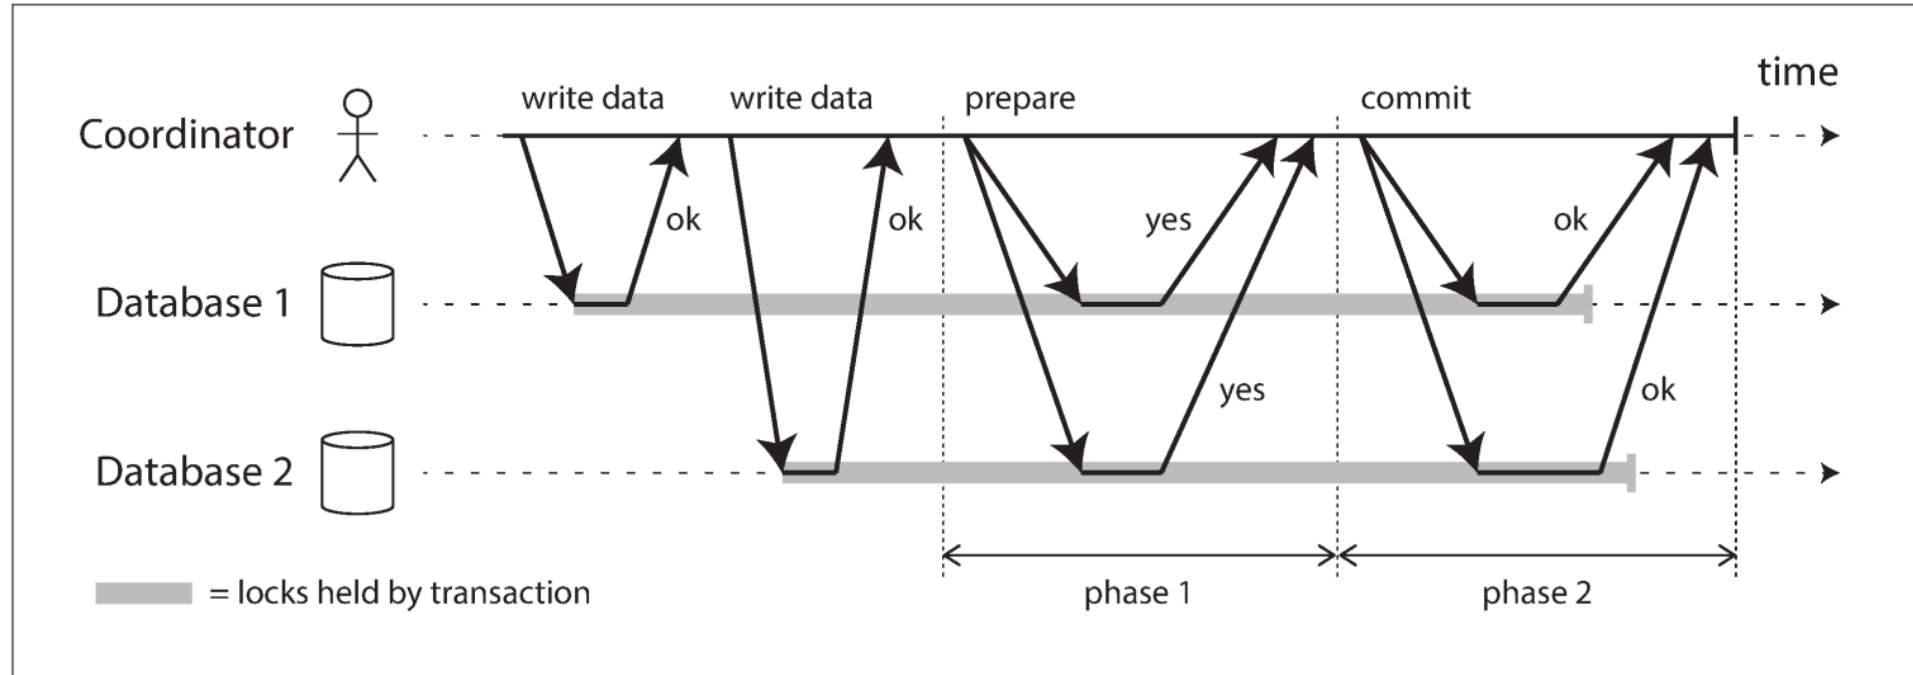 time
write data
write data
prepare
commit
Coordinator
ok
ok
yes
ok
Database 1
yes
ok
Database 2
= locks held by transaction
phase 1
phase 2